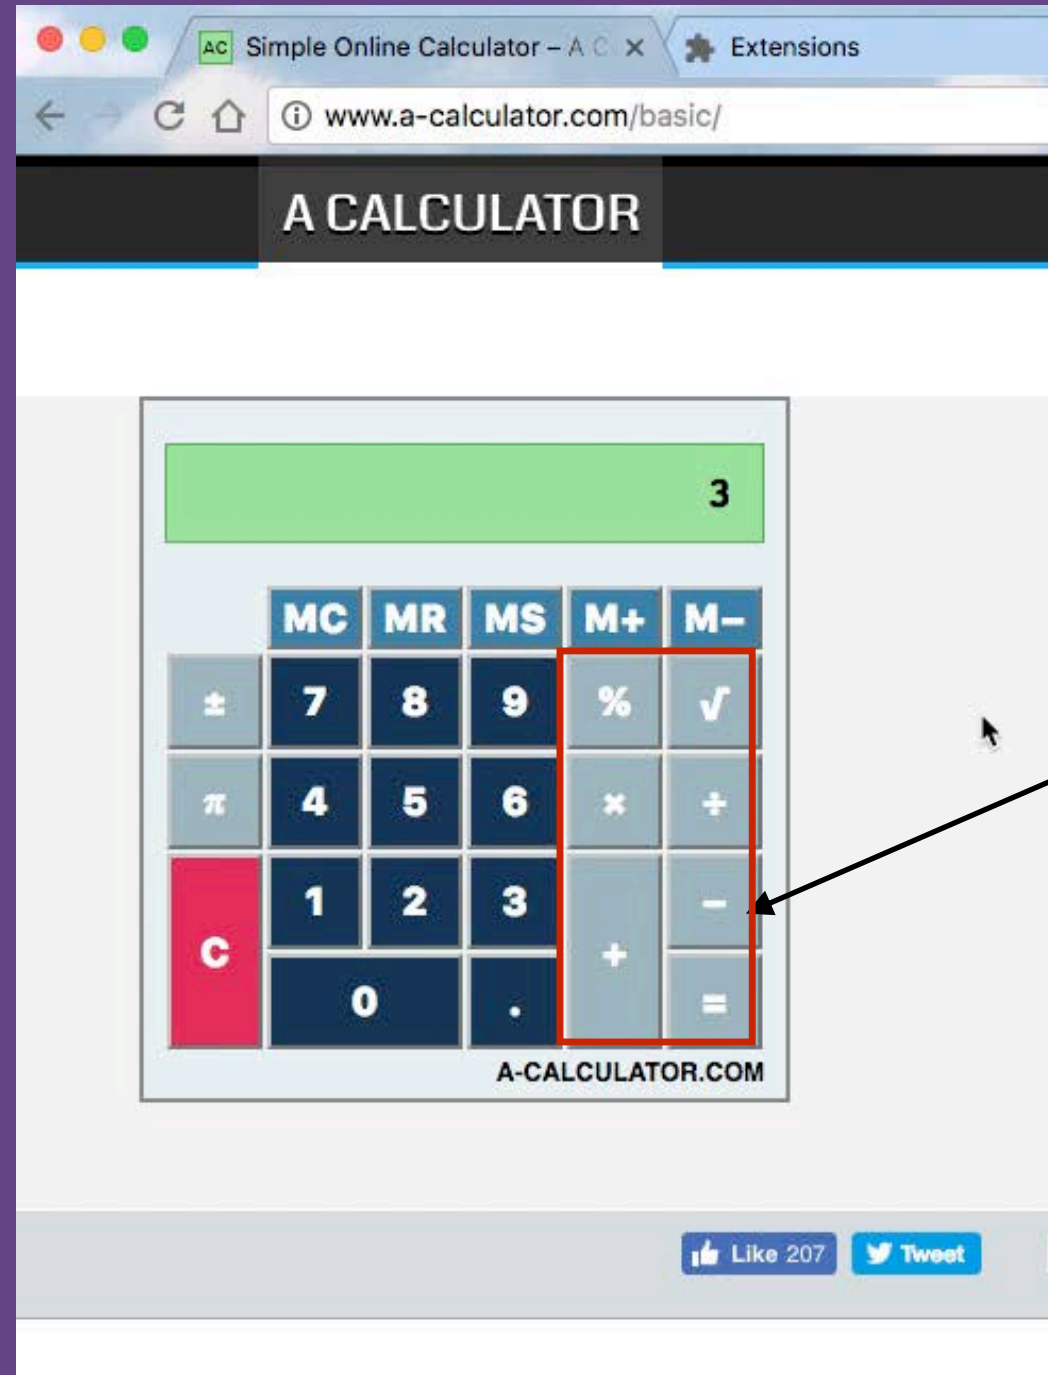 AC Simple Online Calculator – A C × Extensions
www.a-calculator.com/basic/
A CALCULATOR
3
MC MR MS M+ M−
± 7 8 9 % √
π 4 5 6 × ÷
C 1 2 3 + −
0 . =
A-CALCULATOR.COM
Like 207 Tweet